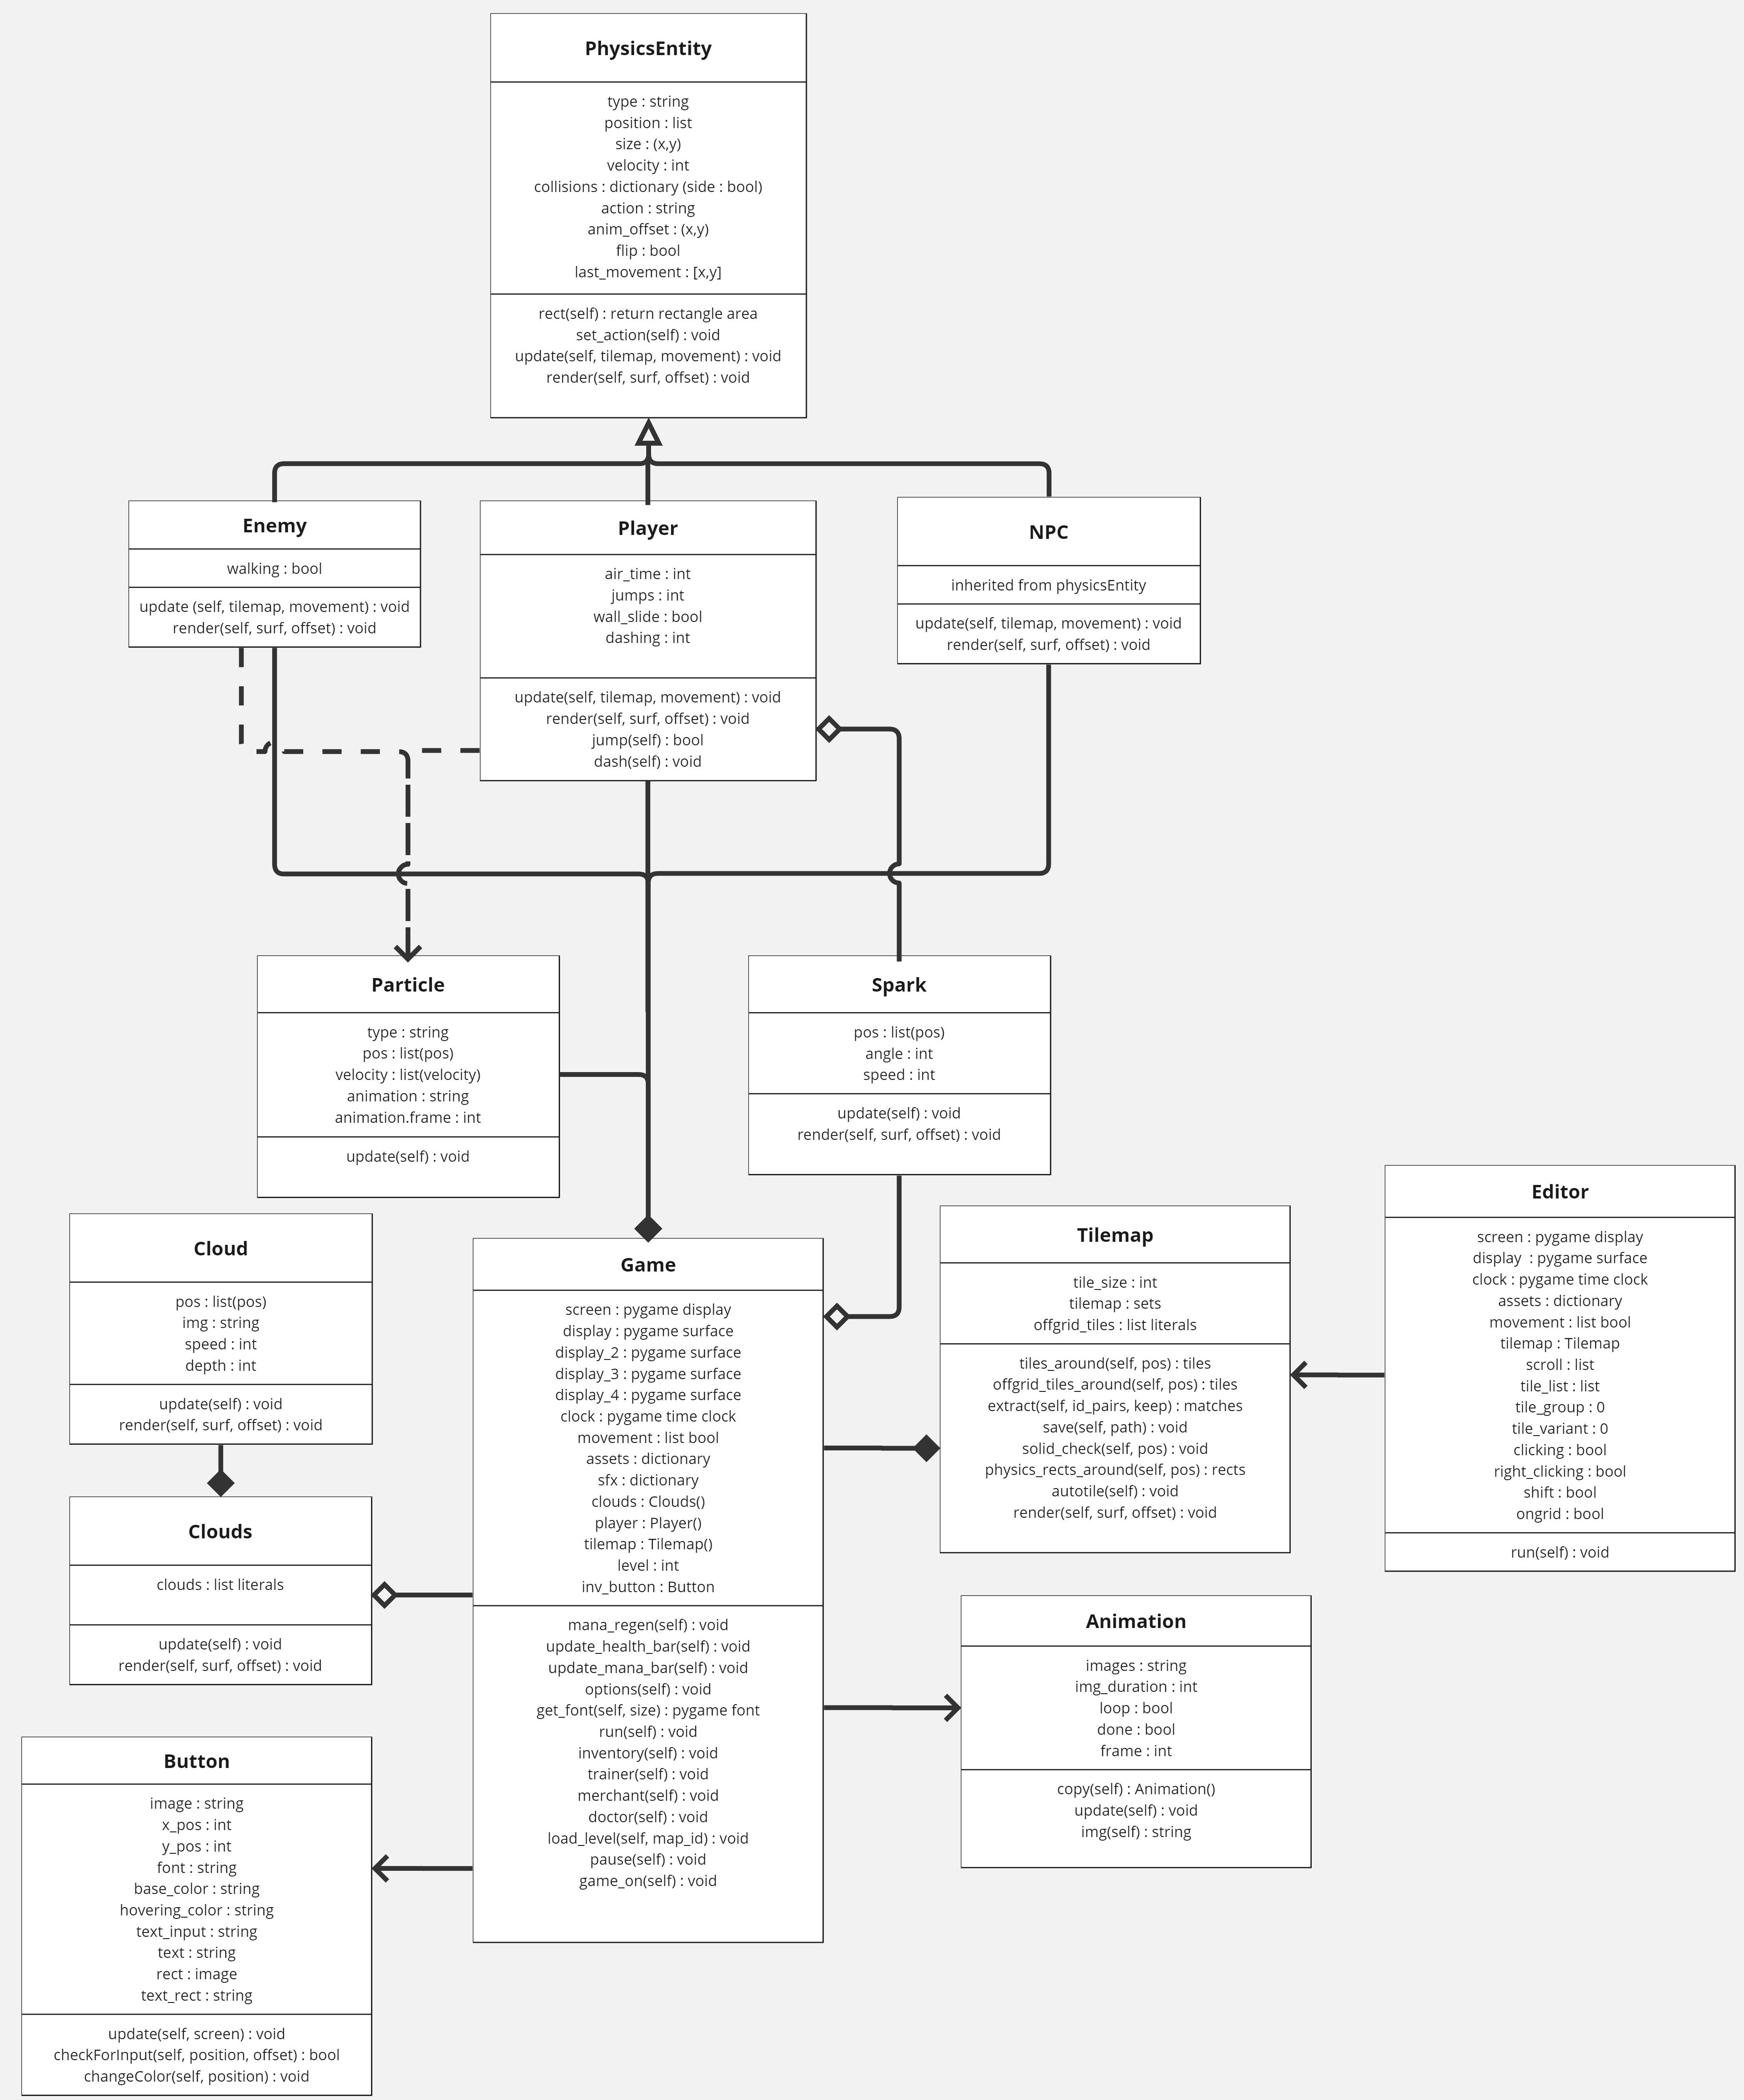 PhysicsEntity
type : string
position : list
size : (x,y)
velocity : int
collisions : dictionary (side : bool)
action : string
anim_offset : (x,y)
flip : bool
last_movement : [x,y]
rect(self) : return rectangle area
set_action(self) : void
update(self, tilemap, movement) : void
render(self, surf, offset) : void
Enemy
walking : bool
update (self, tilemap, movement) : void
render(self, surf, offset) : void
Player
air_time : int
jumps : int
wall_slide : bool
dashing : int
update(self, tilemap, movement) : void
render(self, surf, offset) : void
jump(self) : bool
dash(self) : void
NPC
inherited from physicsEntity
update(self, tilemap, movement) : void
render(self, surf, offset) : void
Particle
type : string
pos : list(pos)
velocity : list(velocity)
animation : string
animation.frame : int
update(self) : void
Spark
pos : list(pos)
angle : int
speed : int
update(self) : void
render(self, surf, offset) : void
Cloud
pos : list(pos)
img : string
speed : int
depth : int
update(self) : void
render(self, surf, offset) : void
Clouds
clouds : list literals
update(self) : void
render(self, surf, offset) : void
Button
image : string
x_pos : int
y_pos : int
font : string
base_color : string
hovering_color : string
text_input : string
text : string
rect : image
text_rect : string
update(self, screen) : void
checkForInput(self, position, offset) : bool
changeColor(self, position) : void
Game
screen : pygame display
display : pygame surface
display_2 : pygame surface
display_3 : pygame surface
display_4 : pygame surface
clock : pygame time clock
movement : list bool
assets : dictionary
sfx : dictionary
clouds : Clouds()
player : Player()
tilemap : Tilemap()
level : int
inv_button : Button
mana_regen(self) : void
update_health_bar(self) : void
update_mana_bar(self) : void
options(self) : void
get_font(self, size) : pygame font
run(self) : void
inventory(self) : void
trainer(self) : void
merchant(self) : void
doctor(self) : void
load_level(self, map_id) : void
pause(self) : void
game_on(self) : void
Tilemap
tile_size : int
tilemap : sets
offgrid_tiles : list literals
tiles_around(self, pos) : tiles
offgrid_tiles_around(self, pos) : tiles
extract(self, id_pairs, keep) : matches
save(self, path) : void
solid_check(self, pos) : void
physics_rects_around(self, pos) : rects
autotile(self) : void
render(self, surf, offset) : void
Animation
images : string
img_duration : int
loop : bool
done : bool
frame : int
copy(self) : Animation()
update(self) : void
img(self) : string
Editor
screen : pygame display
display  : pygame surface
clock : pygame time clock
assets : dictionary
movement : list bool
tilemap : Tilemap
scroll : list
tile_list : list
tile_group : 0
tile_variant : 0
clicking : bool
right_clicking : bool
shift : bool
ongrid : bool
run(self) : void